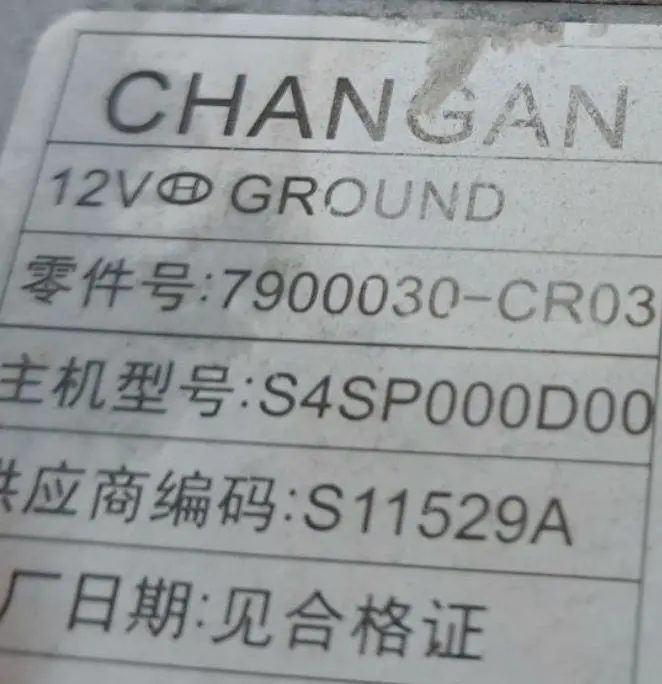 CHANGAN
12V⊖ GROUND
零件号:7900030-CR03
主机型号:S4SP000D00
供应商编码:S11529A
厂日期:见合格证